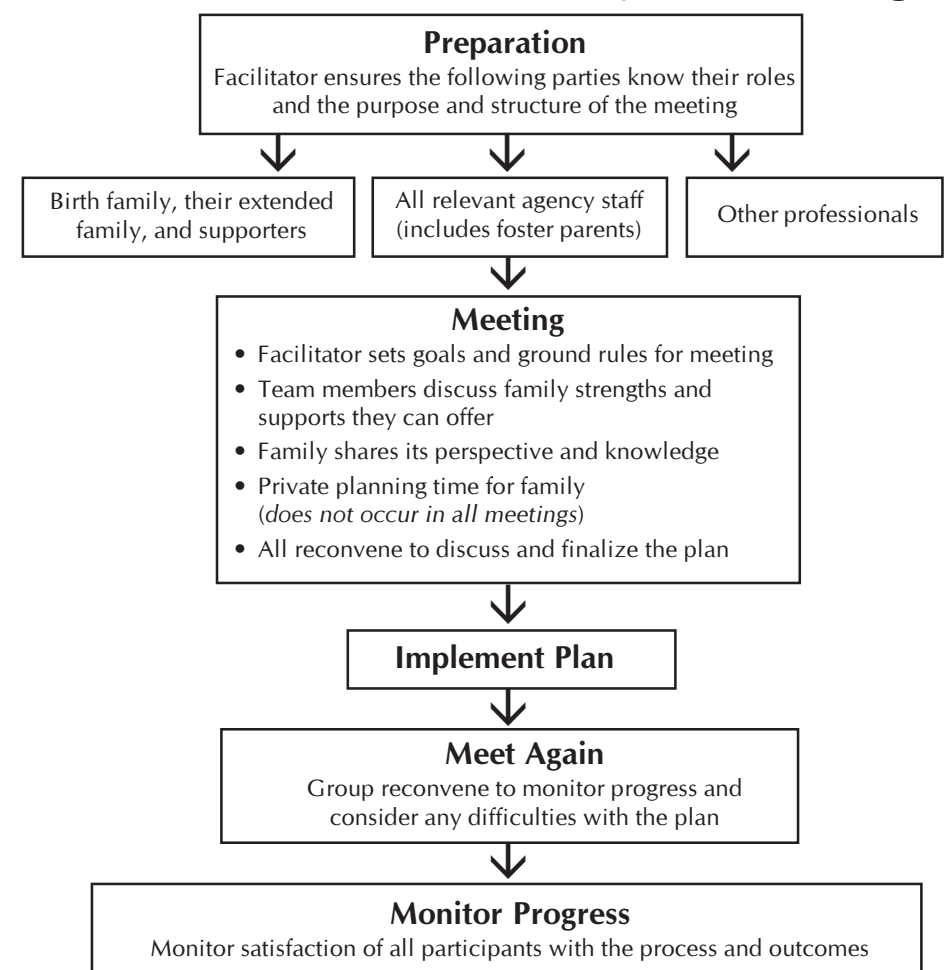 Preparation
Facilitator ensures the following parties know their roles
and the purpose and structure of the meeting
Birth family, their extended
family, and supporters
All relevant agency staff
(includes foster parents)
Other professionals
Meeting
• Facilitator sets goals and ground rules for meeting
• Team members discuss family strengths and
supports they can offer
• Family shares its perspective and knowledge
• Private planning time for family
(does not occur in all meetings)
• All reconvene to discuss and finalize the plan
Implement Plan
Meet Again
Group reconvene to monitor progress and
consider any difficulties with the plan
Monitor Progress
Monitor satisfaction of all participants with the process and outcomes